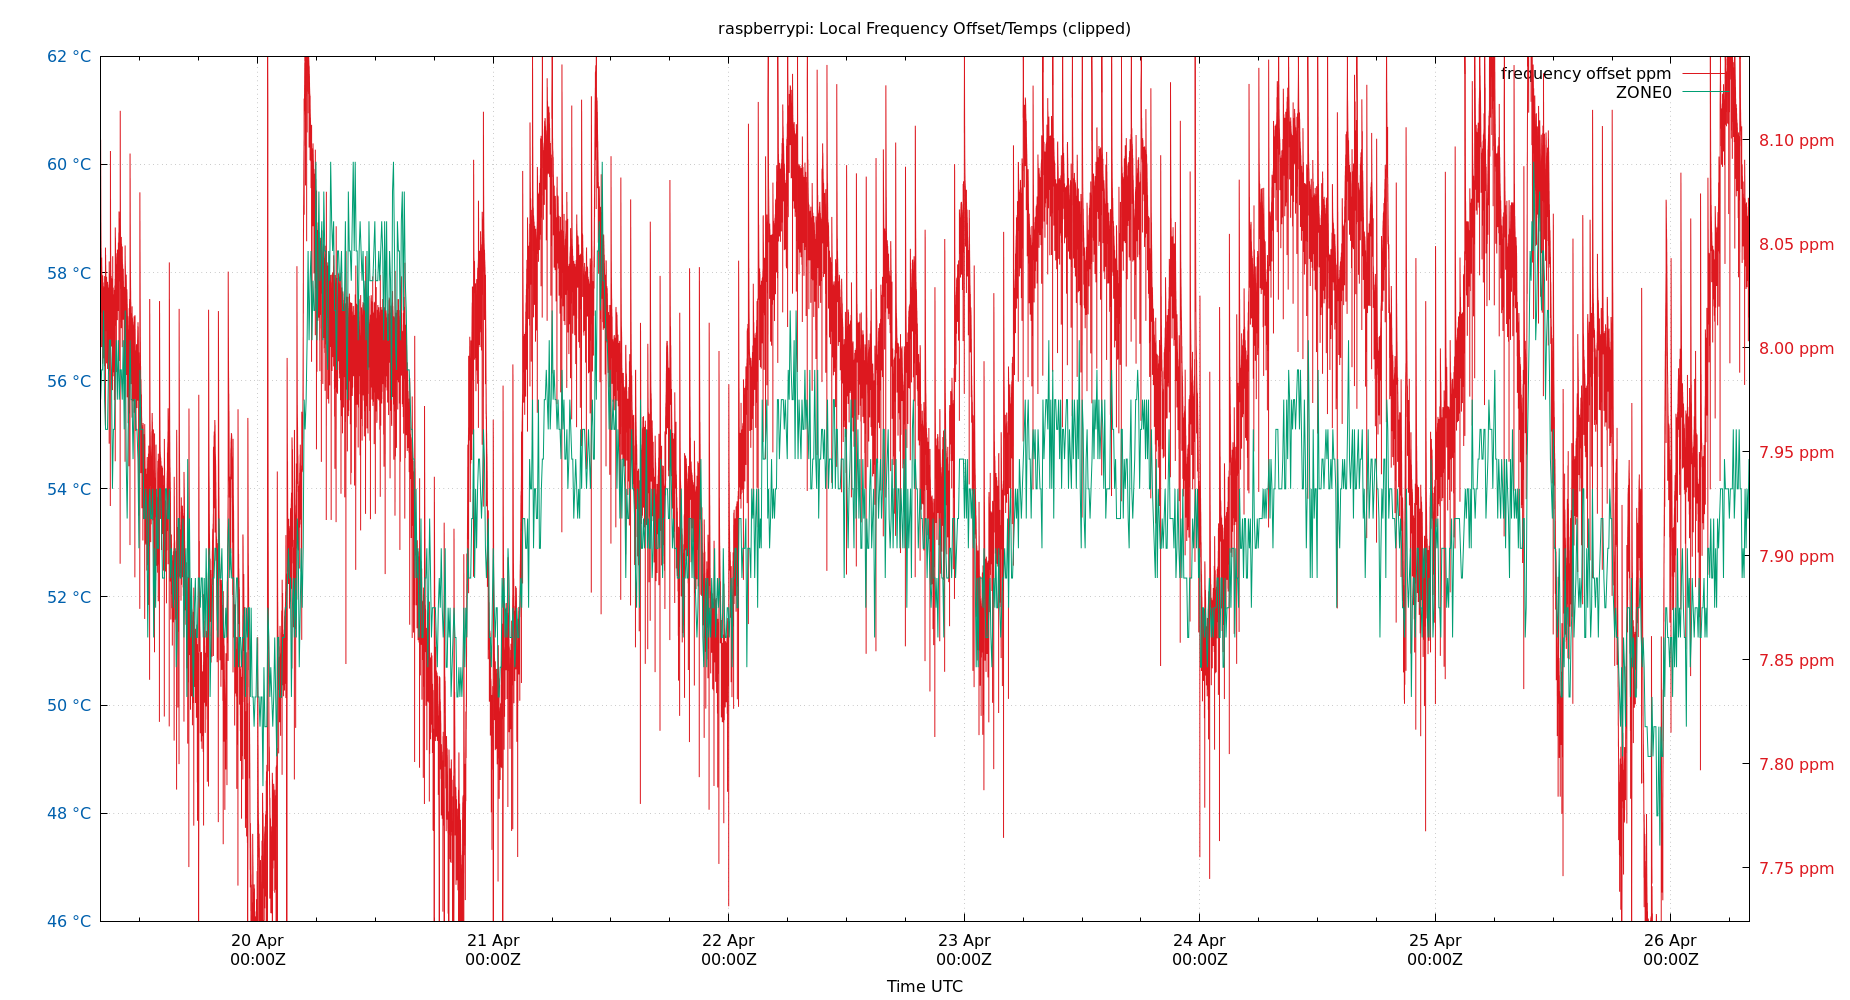 raspberrypi: Local Frequency Offset/Temps (clipped)
62 °C
60 °C
58 °C
56 °C
54 °C
52 °C
50 °C
48 °C
46 °C
frequency offset ppm
ZONE0
8.10 ppm
8.05 ppm
8.00 ppm
7.95 ppm
7.90 ppm
7.85 ppm
7.80 ppm
7.75 ppm
20 Apr
00:00Z
21 Apr
00:00Z
22 Apr
00:00Z
23 Apr
00:00Z
24 Apr
00:00Z
25 Apr
00:00Z
26 Apr
00:00Z
Time UTC